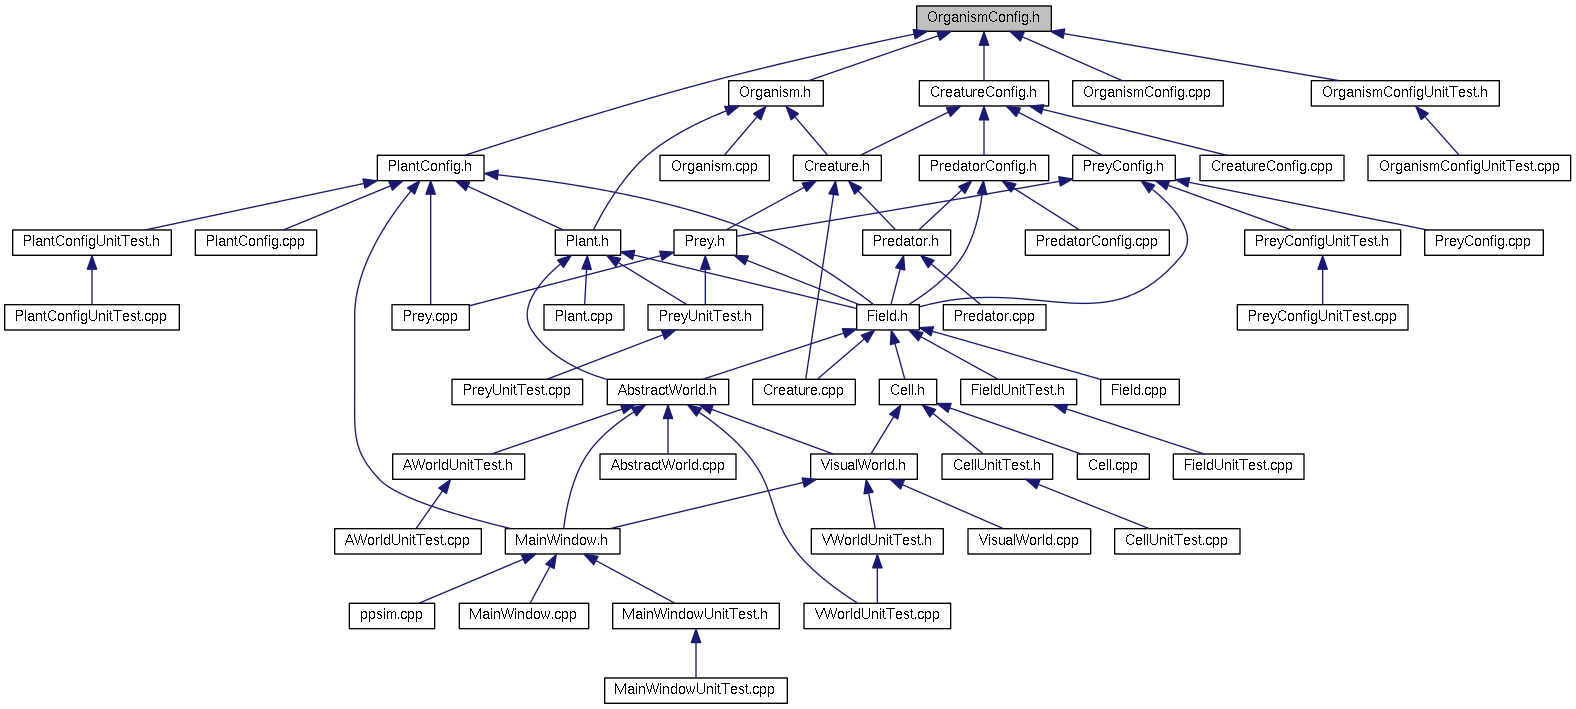 OrganismConfig.h
Organism.h
CreatureConfig.h
OrganismConfig.cpp
OrganismConfigUnitTest.h
PlantConfig.h
Organism.cpp
Creature.h
PredatorConfig.h
PreyConfig.h
CreatureConfig.cpp
OrganismConfigUnitTest.cpp
PlantConfigUnitTest.h
PlantConfig.cpp
Plant.h
Prey.h
Predator.h
PredatorConfig.cpp
PreyConfigUnitTest.h
PreyConfig.cpp
PlantConfigUnitTest.cpp
Prey.cpp
Plant.cpp
PreyUnitTest.h
Field.h
Predator.cpp
PreyConfigUnitTest.cpp
PreyUnitTest.cpp
AbstractWorld.h
Creature.cpp
Cell.h
FieldUnitTest.h
Field.cpp
AWorldUnitTest.h
AbstractWorld.cpp
VisualWorld.h
CellUnitTest.h
Cell.cpp
FieldUnitTest.cpp
AWorldUnitTest.cpp
MainWindow.h
VWorldUnitTest.h
VisualWorld.cpp
CellUnitTest.cpp
ppsim.cpp
MainWindow.cpp
MainWindowUnitTest.h
VWorldUnitTest.cpp
MainWindowUnitTest.cpp